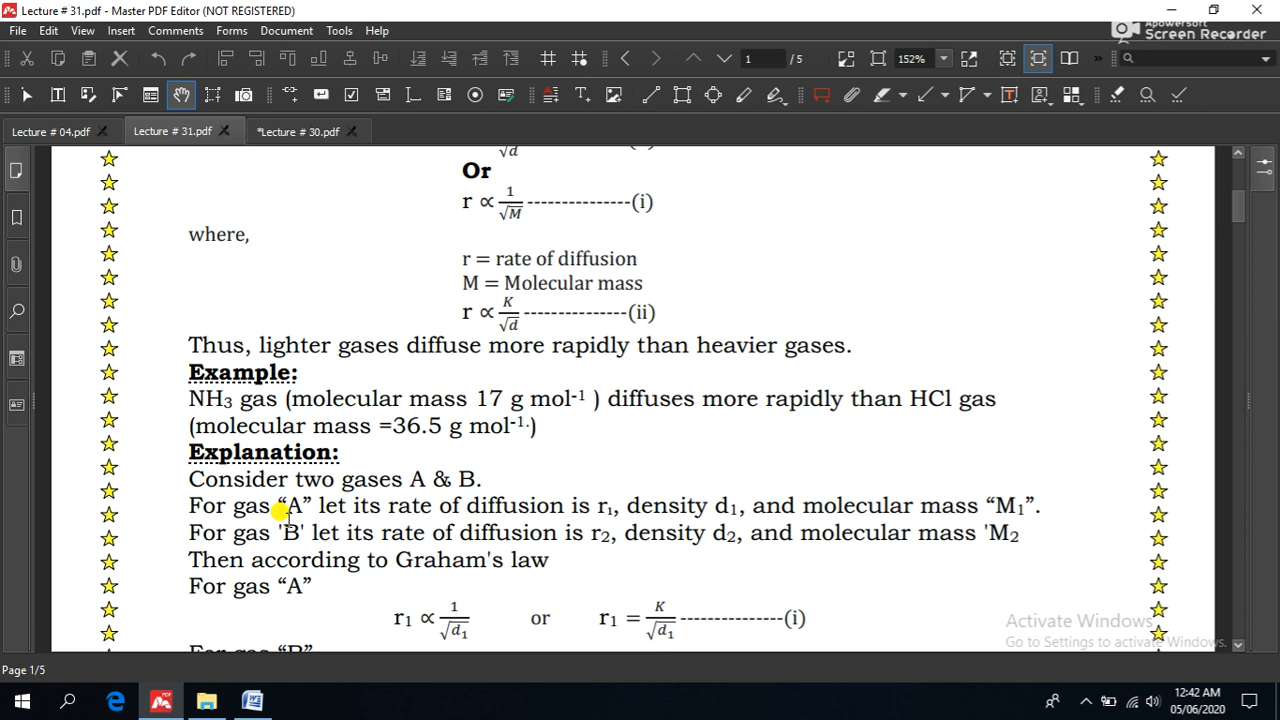 Lecture # 31.pdf - Master PDF Editor (NOT REGISTERED)
File Edit View Insert Comments Forms Document Tools Help
Apowersoft
Screen Recorder
1 / 5 152%
Lecture # 04.pdf Lecture # 31.pdf *Lecture # 30.pdf
√d
Or
r ∝ 1/√M ---------------(i)
where,
r = rate of diffusion
M = Molecular mass
r ∝ K/√d ---------------(ii)
Thus, lighter gases diffuse more rapidly than heavier gases.
Example:
NH₃ gas (molecular mass 17 g mol⁻¹ ) diffuses more rapidly than HCl gas
(molecular mass =36.5 g mol⁻¹·)
Explanation:
Consider two gases A & B.
For gas “A” let its rate of diffusion is r₁, density d₁, and molecular mass “M₁”.
For gas 'B' let its rate of diffusion is r₂, density d₂, and molecular mass 'M₂
Then according to Graham's law
For gas “A”
r₁ ∝ 1/√d₁ or r₁ = K/√d₁ ---------------(i)
For gas “B”
Activate Windows
Go to Settings to activate Windows.
Page 1/5
12:42 AM
05/06/2020